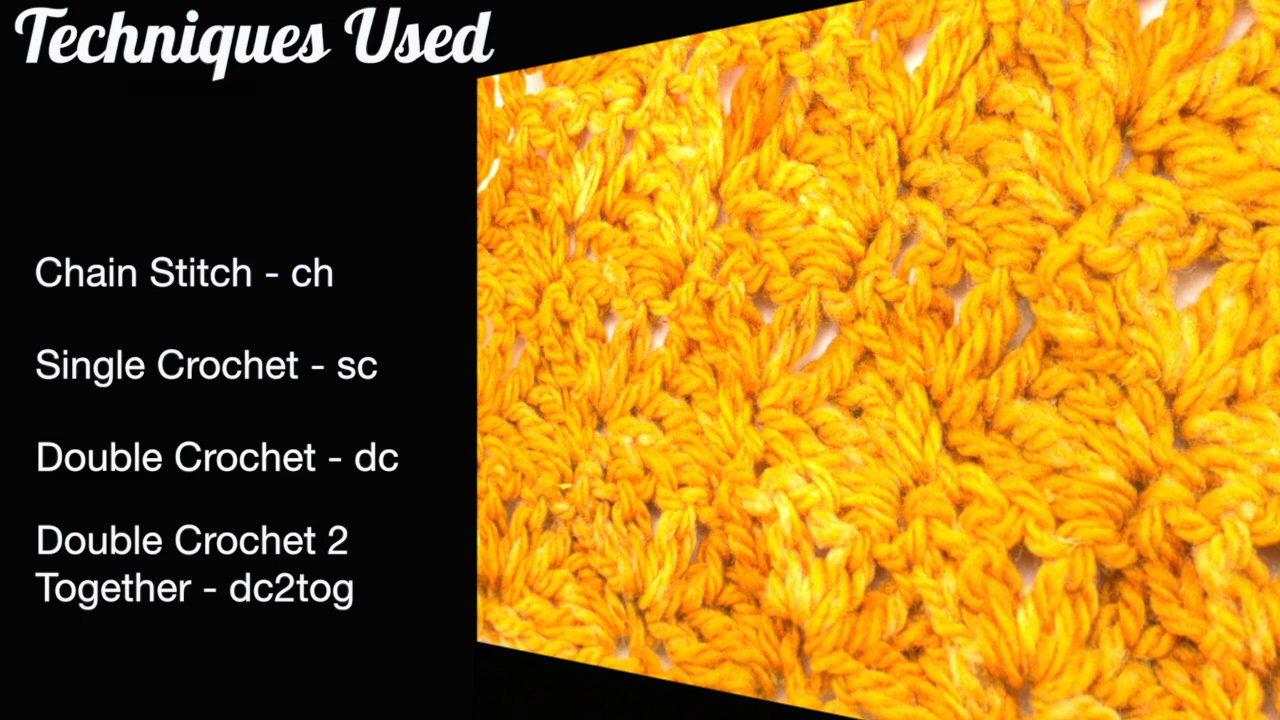 Techniques Used
Chain Stitch - ch
Single Crochet - sc
Double Crochet - dc
Double Crochet 2
Together - dc2tog